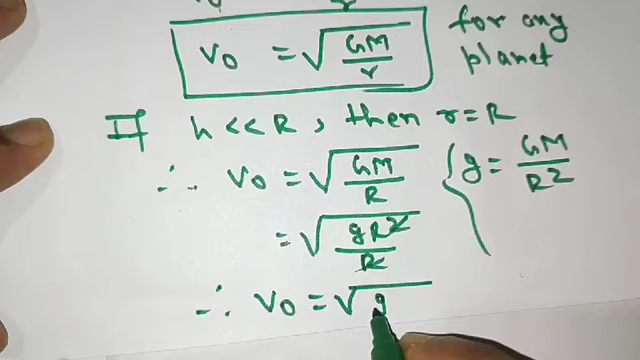 V₀ = √(GM/r) for any planet
If h << R, then r = R
∴ V₀ = √(GM/R) { g = GM/R²
= √(gR²/R)
∴ V₀ = √g